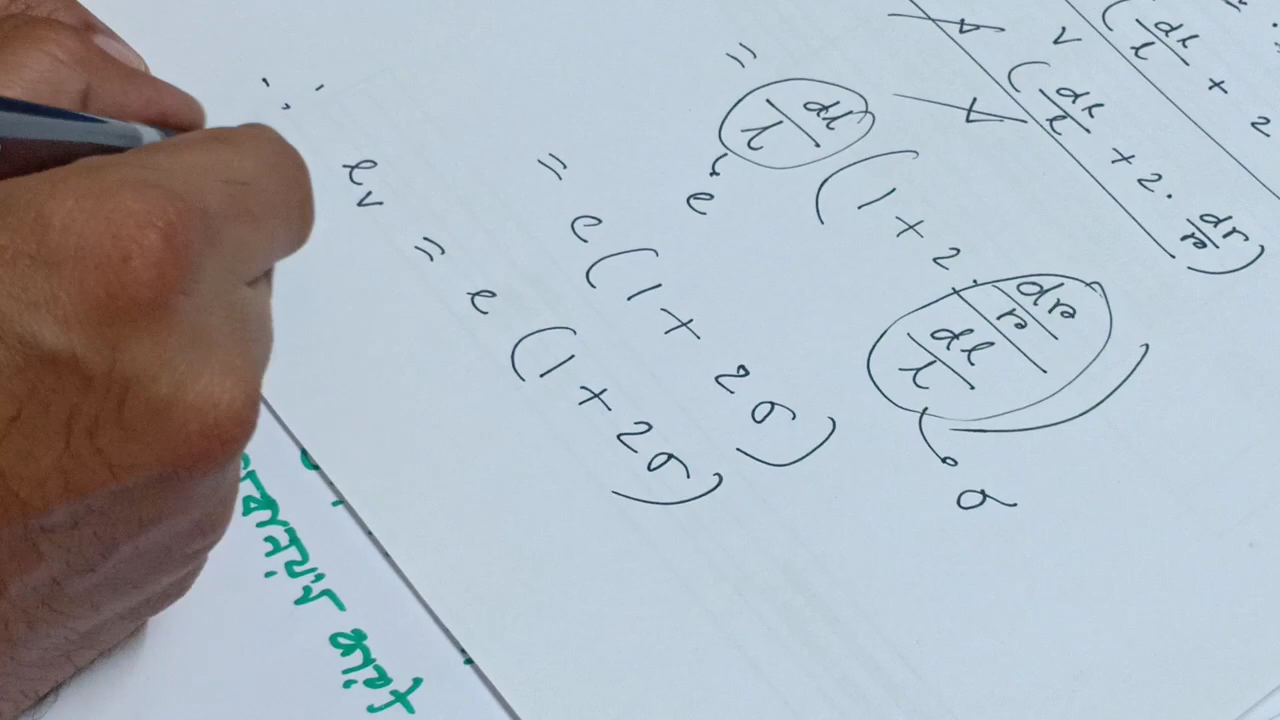 ( dl/l + 2
V ( dl/l + 2 . dr/r )
V
= dl/l ( 1 + 2 . dr/r / dl/l )
e σ
= e ( 1 + 2σ )
∴ eᵥ = e ( 1 + 2σ )